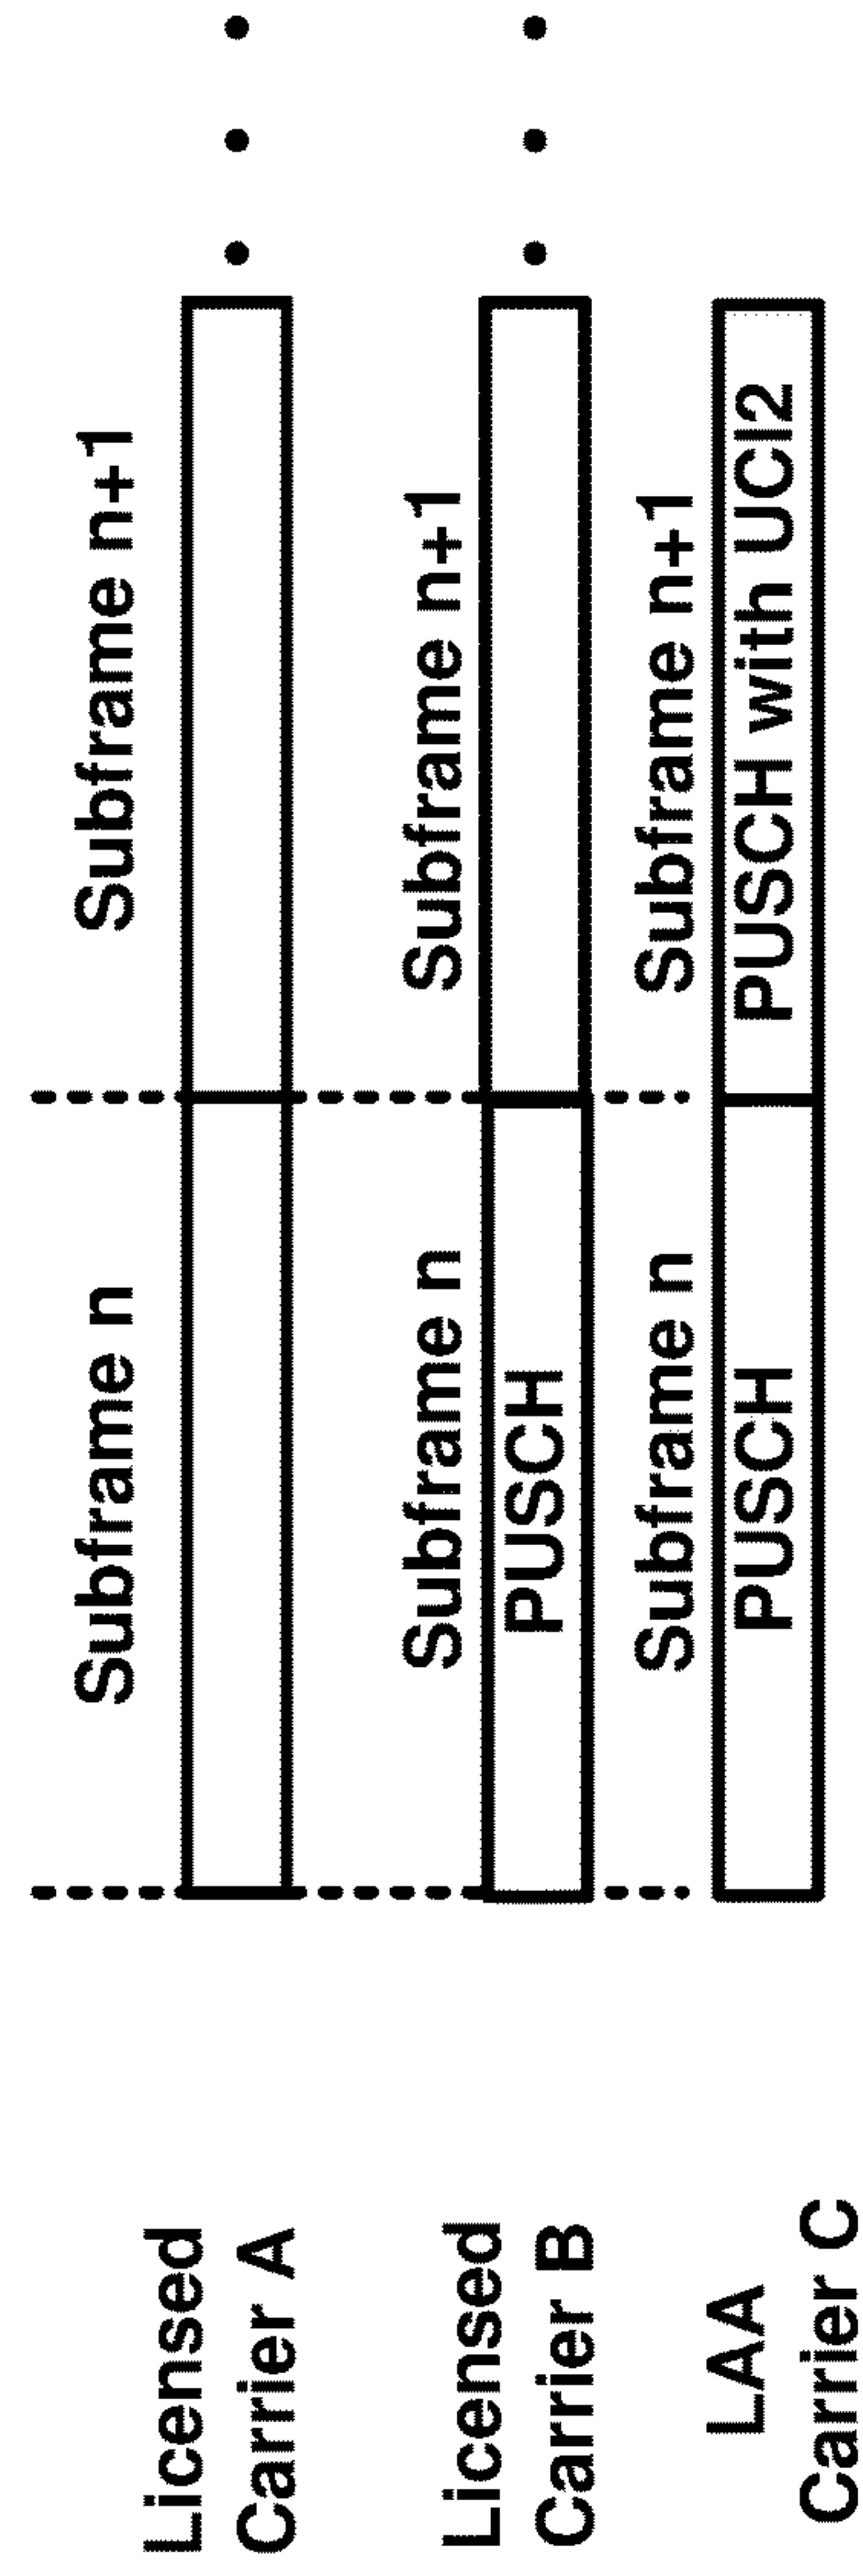 Subframe n
Subframe n+1
Licensed
Carrier A
Subframe n
Subframe n+1
Licensed
Carrier B
PUSCH
Subframe n
Subframe n+1
LAA
Carrier C
PUSCH
PUSCH with UCI2